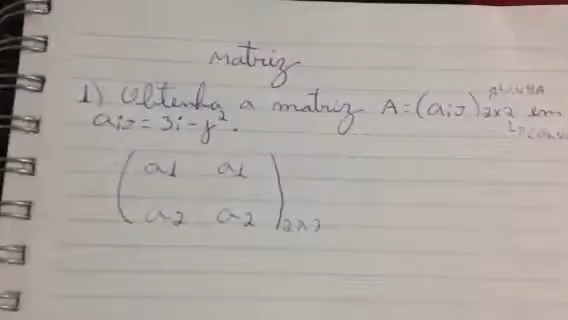 Matriz
1) Obtenha a matriz A=(aij)2x2 em
aij = 3i - j².
a1 a1
a2 a2 2x2